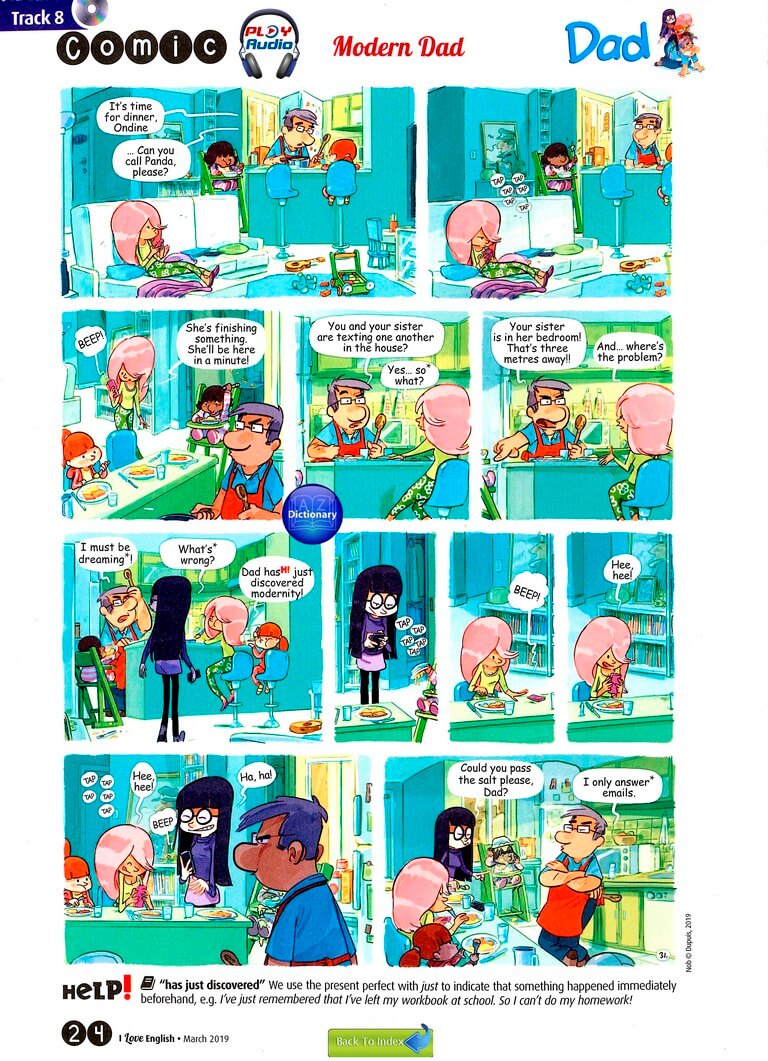 Track 8
Comic
PLAY
Audio
Modern Dad
Dad
It's time
for dinner,
Ondine
... Can you
call Panda,
please?
TAP TAP
TAP TAP
TAP
TAP
BEEP!
She's finishing
something.
She'll be here
in a minute!
You and your sister
are texting one another
in the house?
Yes... so*
what?
Your sister
is in her bedroom!
That's three
metres away!!
And... where's
the problem?
A-Z
Dictionary
I must be
dreaming*!
What's*
wrong?
Dad has H! just
discovered
modernity!
TAP
TAP
TAP
TAP
TAP
BEEP!
Hee,
hee!
TAP TAP
TAP TAP
TAP
Hee,
hee!
BEEP
Ha, ha!
Could you pass
the salt please,
Dad?
I only answer*
emails.
31.
Nob © Dupuis, 2019
HELP! "has just discovered" We use the present perfect with just to indicate that something happened immediately
beforehand, e.g. I've just remembered that I've left my workbook at school. So I can't do my homework!
24 I Love English • March 2019
Back To Index